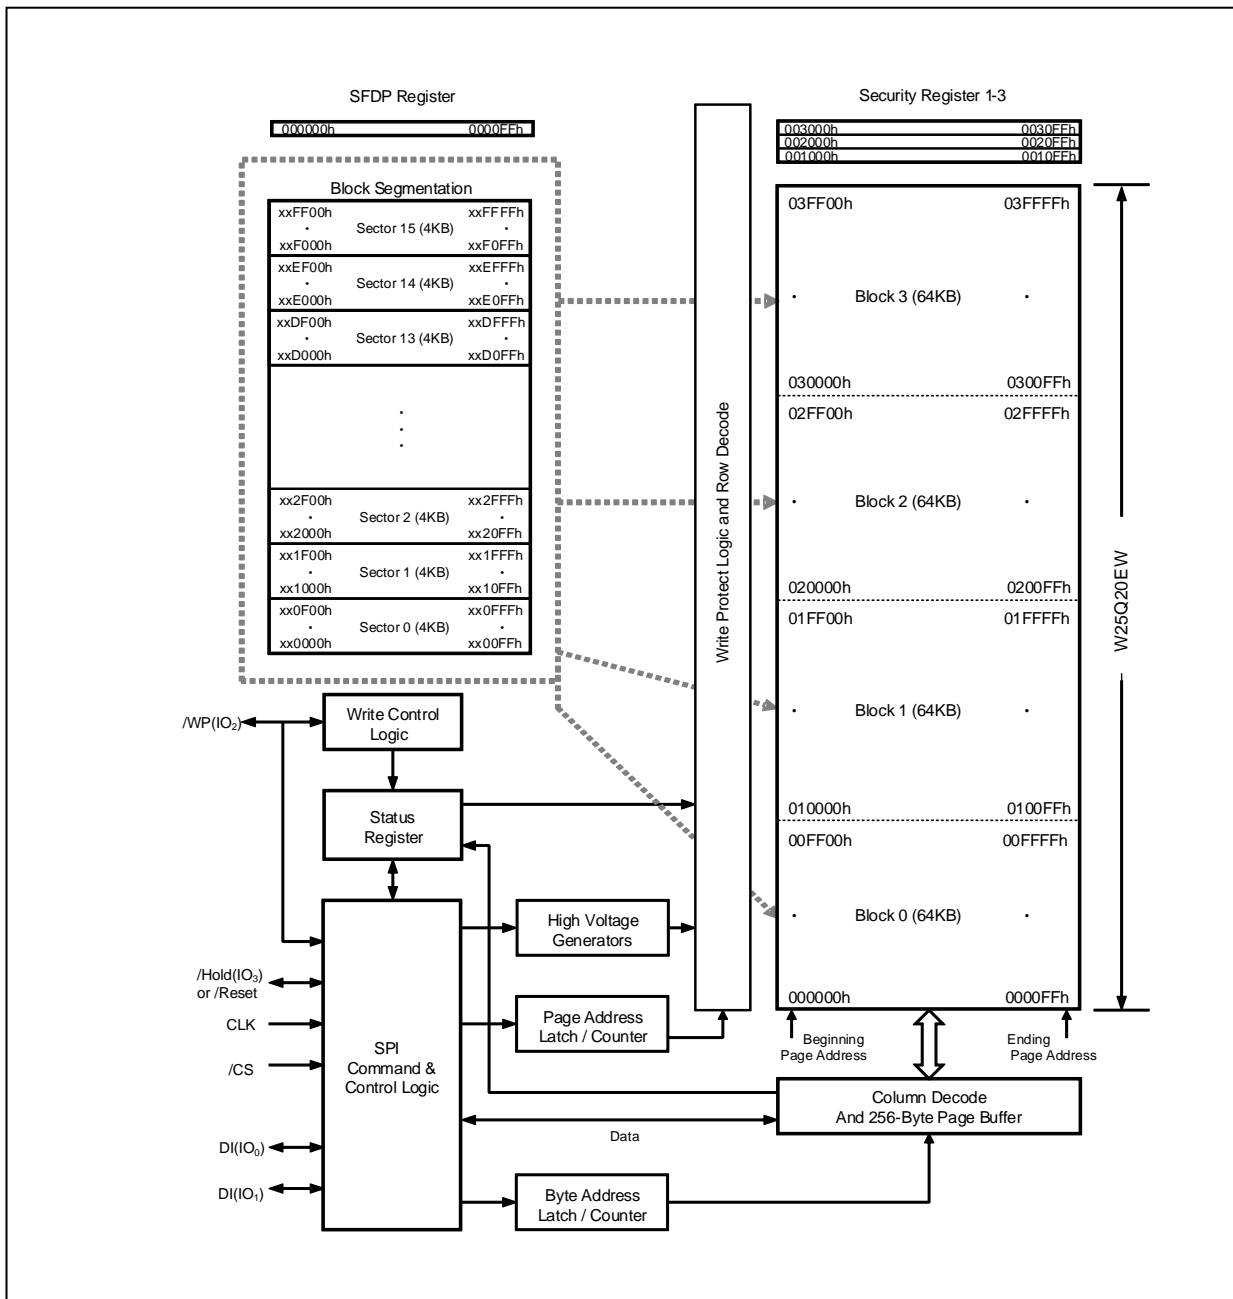 SFDP Register
000000h 0000FFh
Block Segmentation
xxFF00h xxFFFFh
Sector 15 (4KB)
xxF000h xxF0FFh
xxEF00h xxEFFFh
Sector 14 (4KB)
xxE000h xxE0FFh
xxDF00h xxDFFFh
Sector 13 (4KB)
xxD000h xxD0FFh
xx2F00h xx2FFFh
Sector 2 (4KB)
xx2000h xx20FFh
xx1F00h xx1FFFh
Sector 1 (4KB)
xx1000h xx10FFh
xx0F00h xx0FFFh
Sector 0 (4KB)
xx0000h xx00FFh
Write Protect Logic and Row Decode
Security Register 1-3
003000h 0030FFh
002000h 0020FFh
001000h 0010FFh
03FF00h 03FFFFh
Block 3 (64KB)
030000h 0300FFh
02FF00h 02FFFFh
Block 2 (64KB)
020000h 0200FFh
01FF00h 01FFFFh
Block 1 (64KB)
010000h 0100FFh
00FF00h 00FFFFh
Block 0 (64KB)
000000h 0000FFh
W25Q20EW
Beginning
Page Address
Ending
Page Address
/WP(IO₂)
Write Control
Logic
Status
Register
High Voltage
Generators
/Hold(IO₃)
or /Reset
CLK
/CS
DI(IO₀)
DI(IO₁)
SPI
Command &
Control Logic
Page Address
Latch / Counter
Column Decode
And 256-Byte Page Buffer
Data
Byte Address
Latch / Counter